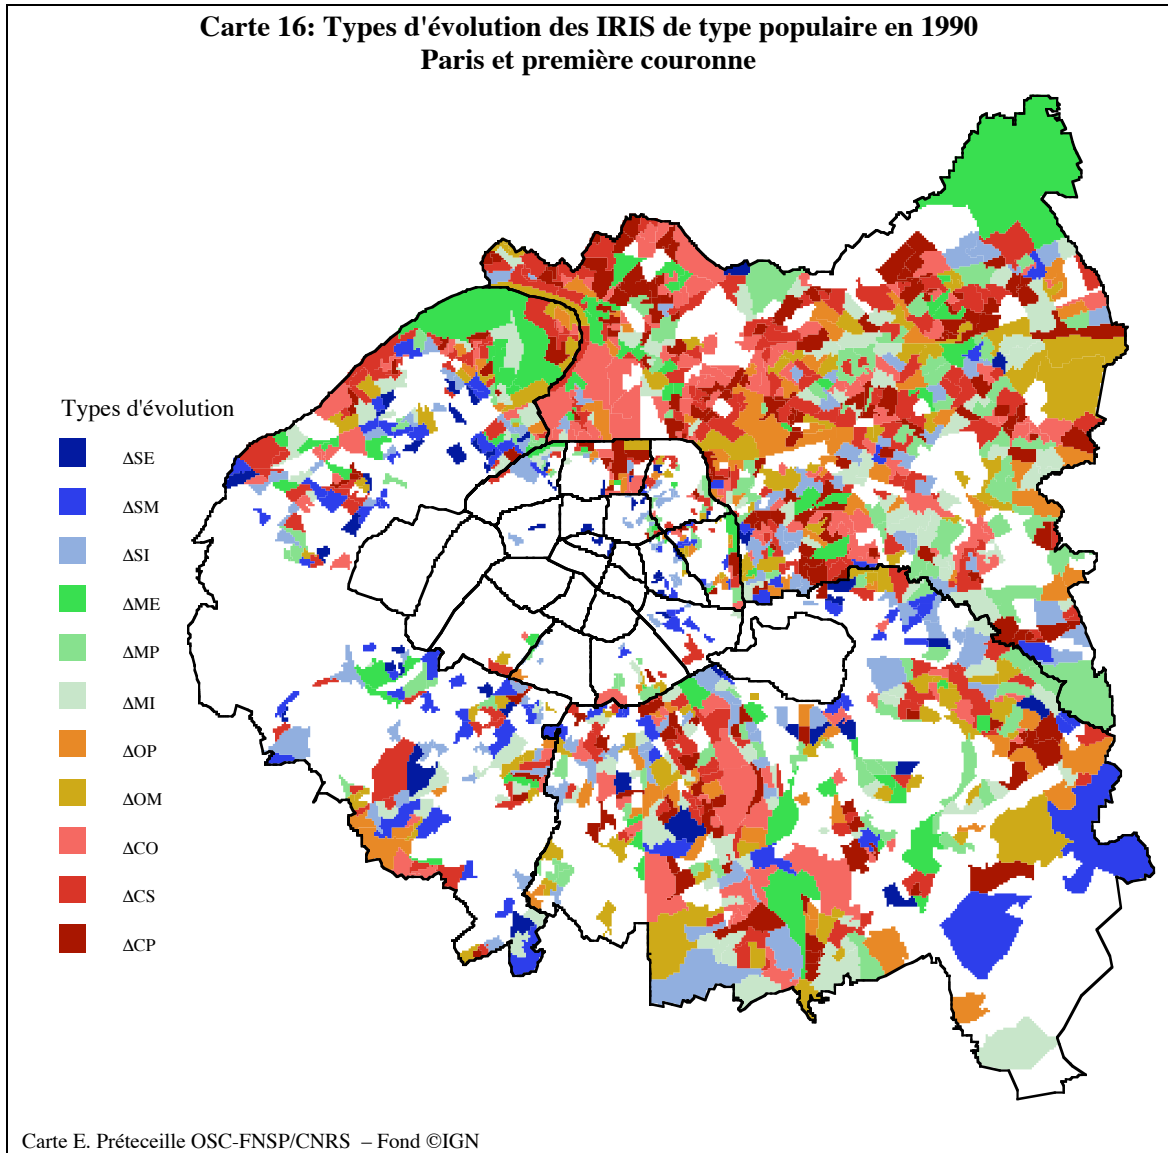 Carte 16: Types d'évolution des IRIS de type populaire en 1990
Paris et première couronne
Types d'évolution
ΔSE
ΔSM
ΔSI
ΔME
ΔMP
ΔMI
ΔOP
ΔOM
ΔCO
ΔCS
ΔCP
Carte E. Préteceille OSC-FNSP/CNRS – Fond ©IGN